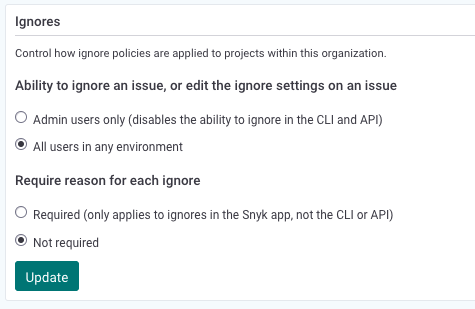 Ignores
Control how ignore policies are applied to projects within this organization.
Ability to ignore an issue, or edit the ignore settings on an issue
Admin users only (disables the ability to ignore in the CLI and API)
All users in any environment
Require reason for each ignore
Required (only applies to ignores in the Snyk app, not the CLI or API)
Not required
Update